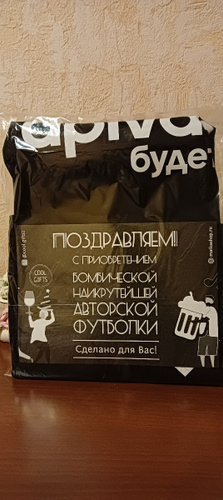 буде
ПОЗДРАВЛЯЕМ!
С ПРИОБРЕТЕНИЕМ
БОМБИЧЕСКОЙ
НАИКРУТЕЙШЕЙ
АВТОРСКОЙ
ФУТБОЛКИ
Сделано для Вас!
COOL
GIFTS